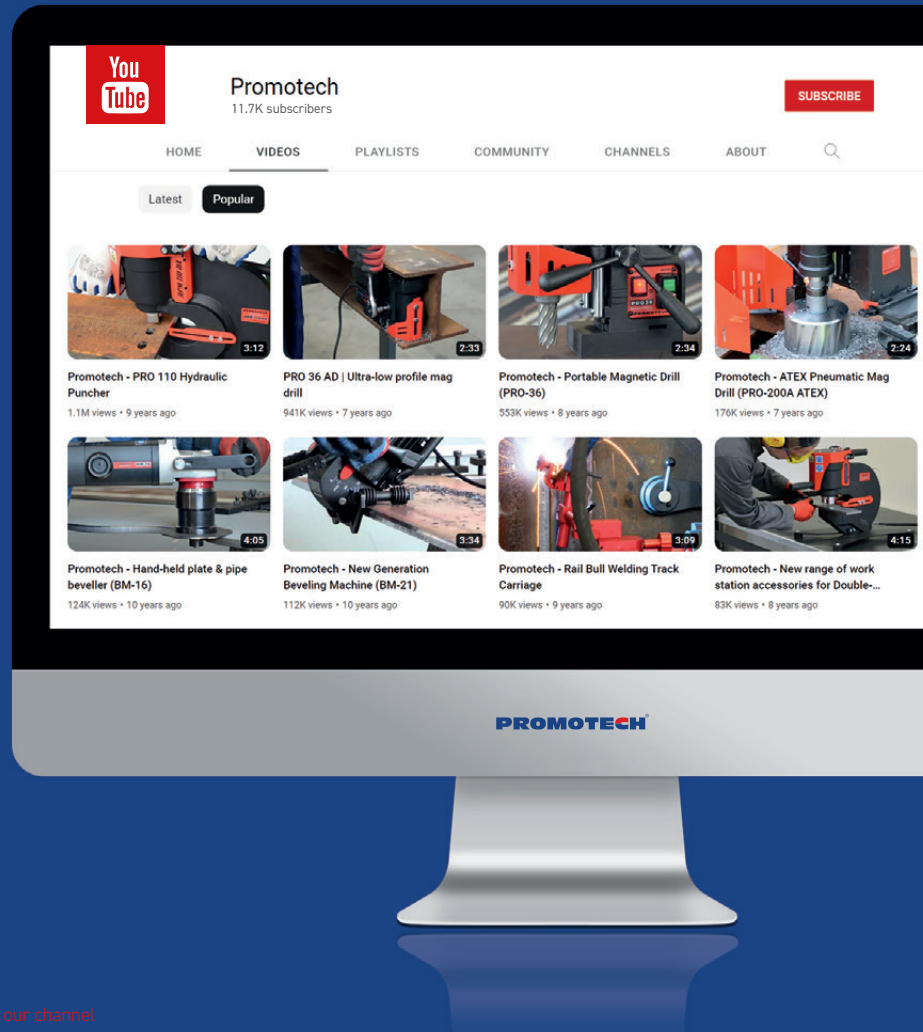 You
Tube
Promotech
11.7K subscribers
SUBSCRIBE
HOME VIDEOS PLAYLISTS COMMUNITY CHANNELS ABOUT
Latest Popular
PRO 36
3:12 2:33 2:34 2:24
Promotech - PRO 110 Hydraulic
Puncher
1.1M views • 9 years ago
PRO 36 AD | Ultra-low profile mag
drill
941K views • 7 years ago
Promotech - Portable Magnetic Drill
(PRO-36)
553K views • 8 years ago
Promotech - ATEX Pneumatic Mag
Drill (PRO-200A ATEX)
176K views • 7 years ago
4:05 3:34 3:09 4:15
Promotech - Hand-held plate & pipe
beveller (BM-16)
124K views • 10 years ago
Promotech - New Generation
Beveling Machine (BM-21)
112K views • 10 years ago
Promotech - Rail Bull Welding Track
Carriage
90K views • 9 years ago
Promotech - New range of work
station accessories for Double-...
83K views • 8 years ago
PROMOTECH®
our channel